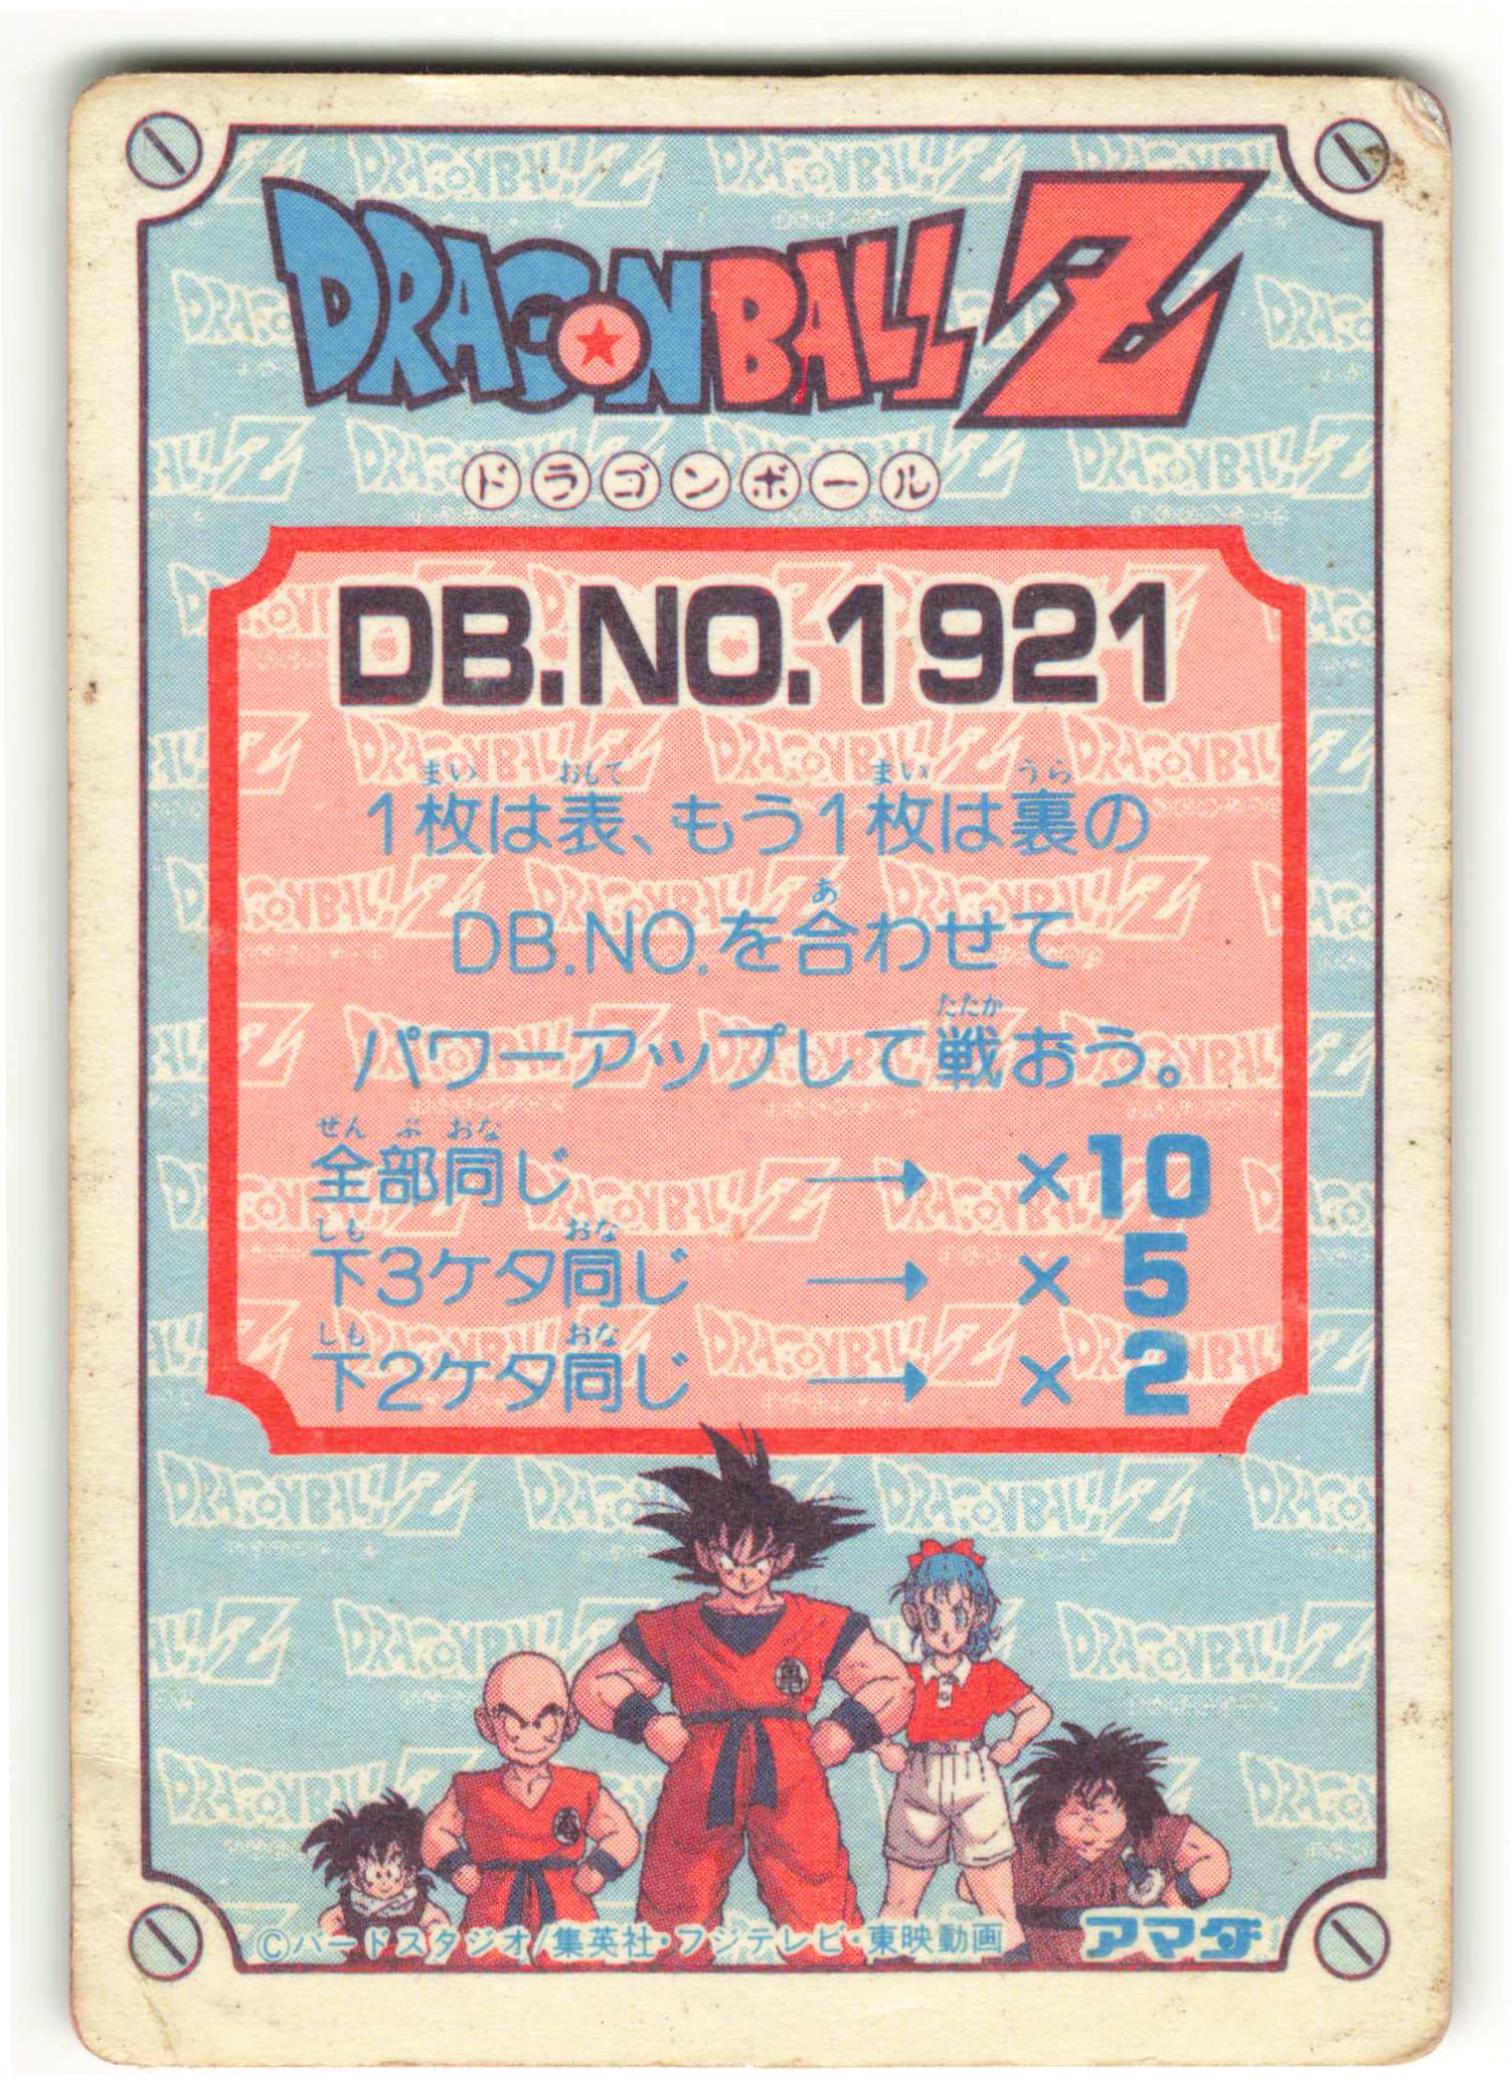 DRAGONBALL Z
ドラゴンボール
DB.NO.1921
1枚は表、もう1枚は裏の
DB.NO.を合わせて
パワーアップして戦おう。
全部同じ → ×10
下3ケタ同じ → ×5
下2ケタ同じ → ×2
©バードスタジオ/集英社・フジテレビ・東映動画 アマダ